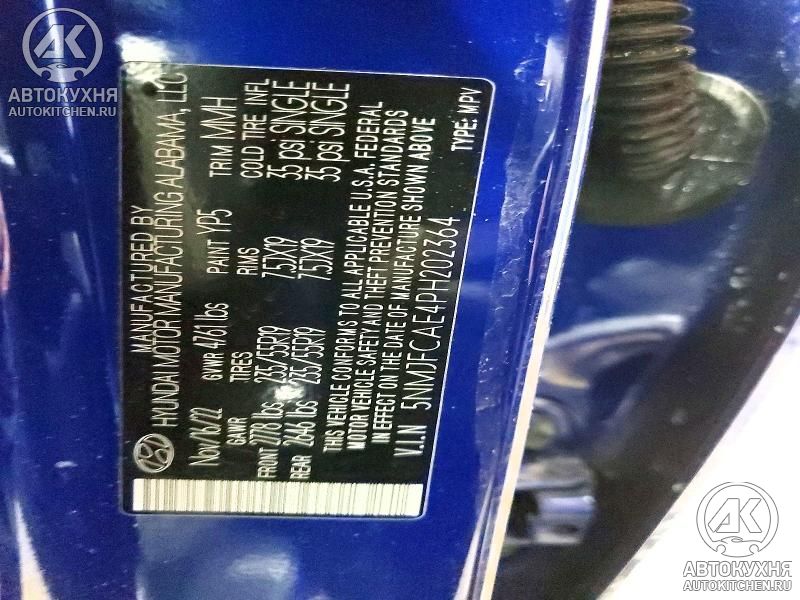 MANUFACTURED BY
HYUNDAI MOTOR MANUFACTURING ALABAMA, LLC
Nov/16/22 GVWR 4761 lbs PAINT YP5 TRIM MMH
GAWR TIRES RIMS COLD TIRE INFL
FRONT 2778 lbs 235/55R19 7.5JX19 35 psi SINGLE
REAR 2646 lbs 235/55R19 7.5JX19 35 psi SINGLE
THIS VEHICLE CONFORMS TO ALL APPLICABLE U.S.A. FEDERAL
MOTOR VEHICLE SAFETY AND THEFT PREVENTION STANDARDS
IN EFFECT ON THE DATE OF MANUFACTURE SHOWN ABOVE
V.I.N 5NMJFCAE4PH202364 TYPE: MPV
АК
АВТОКУХНЯ
AUTOKITCHEN.RU
АК
АВТОКУХНЯ
AUTOKITCHEN.RU